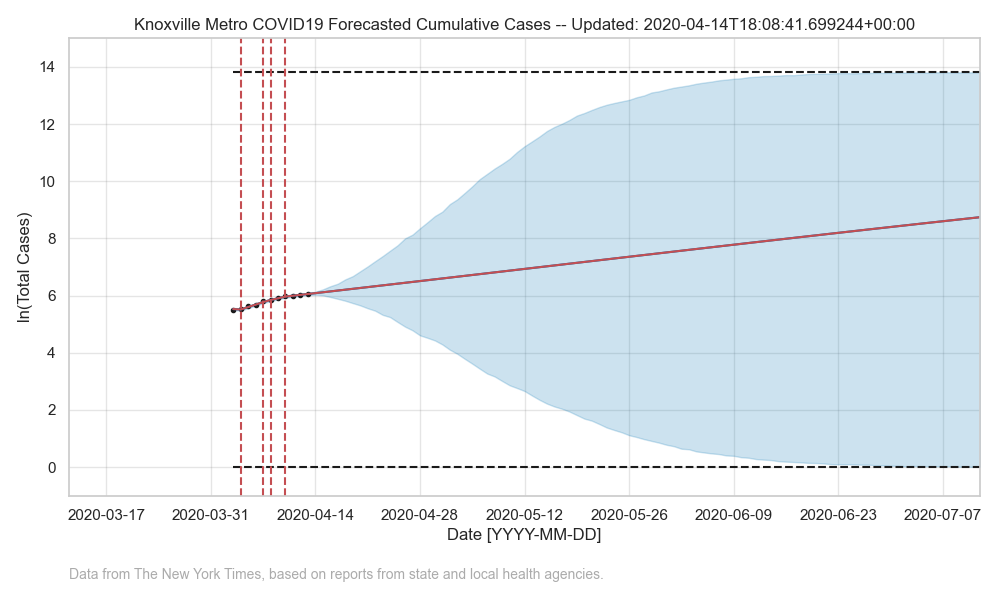 Knoxville Metro COVID19 Forecasted Cumulative Cases -- Updated: 2020-04-14T18:08:41.699244+00:00
ln(Total Cases)
14
12
10
8
6
4
2
0
2020-03-17 2020-03-31 2020-04-14 2020-04-28 2020-05-12 2020-05-26 2020-06-09 2020-06-23 2020-07-07
Date [YYYY-MM-DD]
Data from The New York Times, based on reports from state and local health agencies.